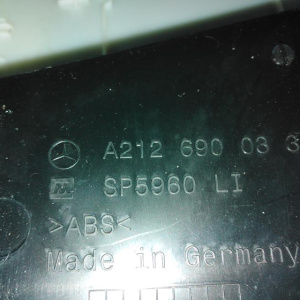 A212 690 03 3
SP5960 LI
>ABS<
Made in Germany